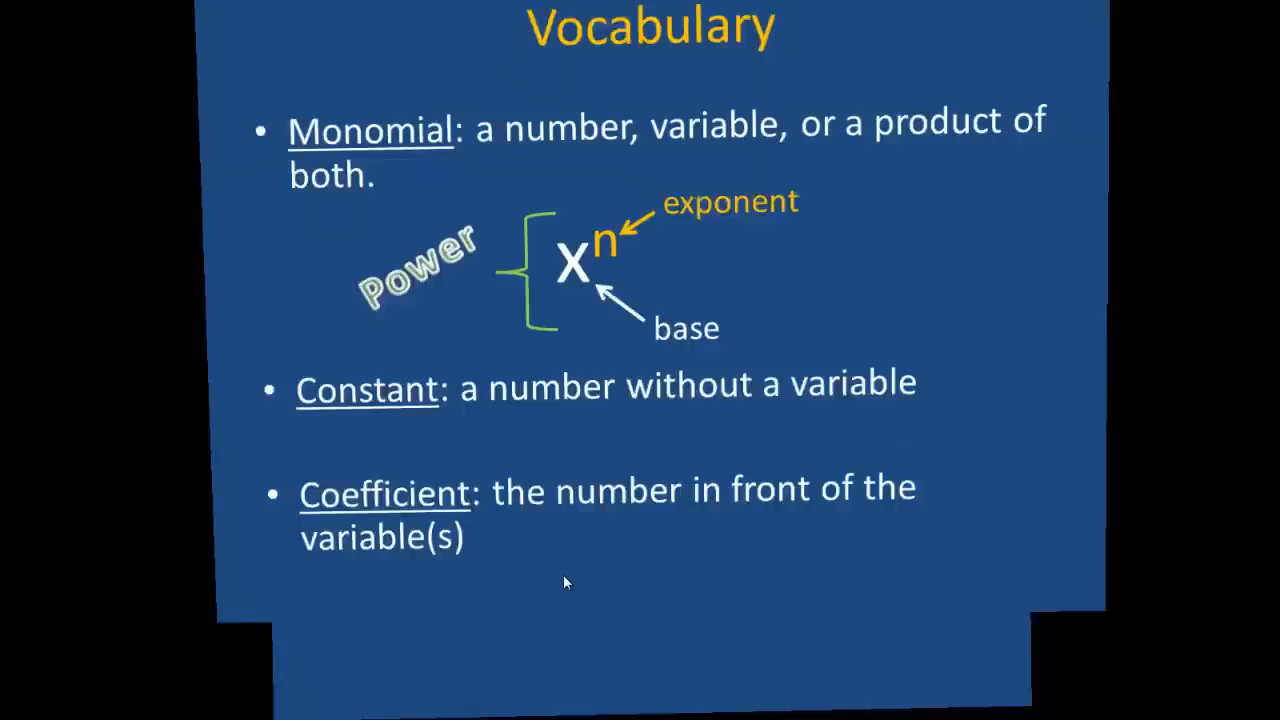 Vocabulary
• Monomial: a number, variable, or a product of
both.
Power
xn
exponent
base
• Constant: a number without a variable
• Coefficient: the number in front of the
variable(s)